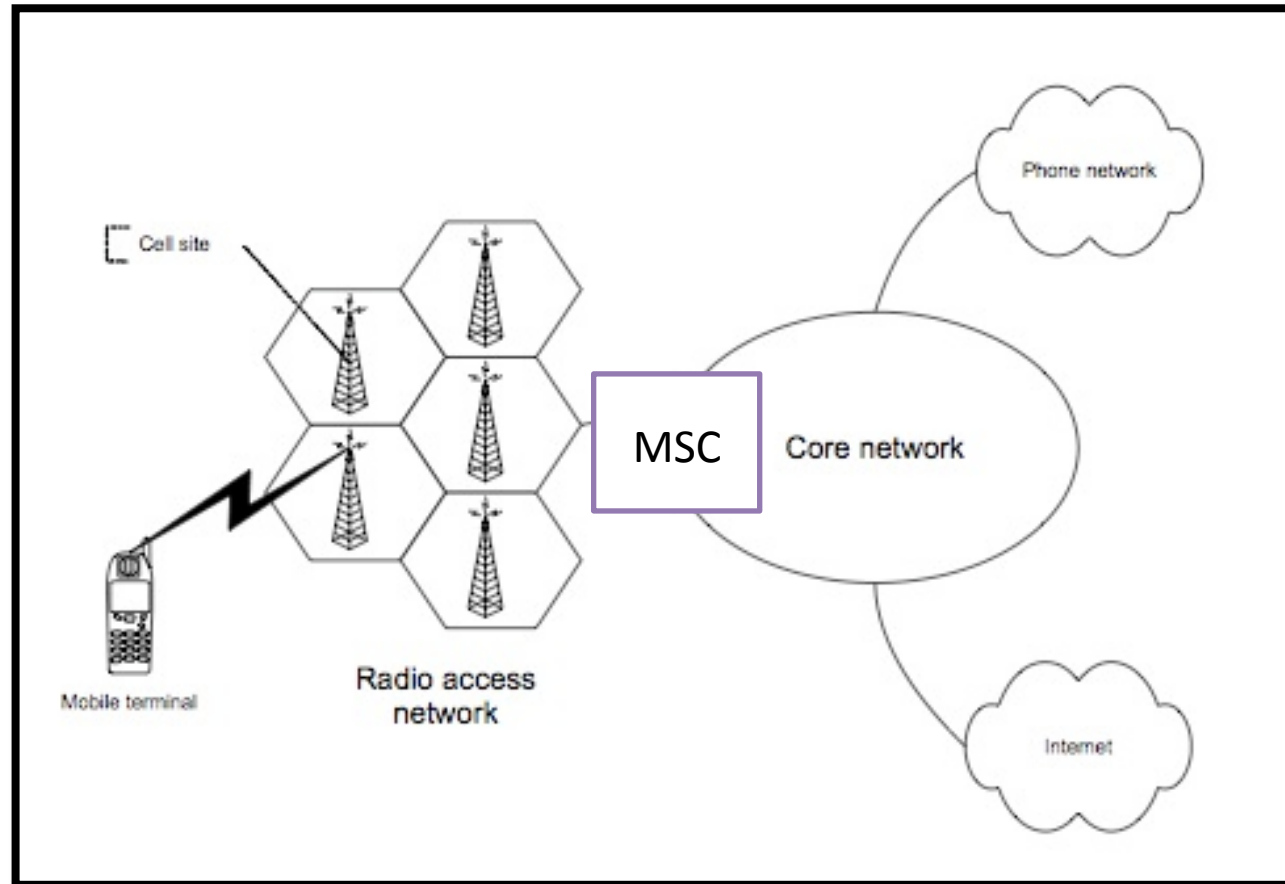 Phone network
Cell site
MSC
Core network
Radio access
network
Mobile terminal
Internet